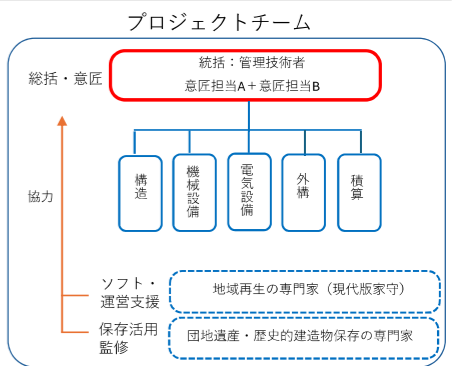 プロジェクトチーム
総括・意匠
統括：管理技術者
意匠担当A＋意匠担当B
構造
機械設備
電気設備
外構
積算
協力
ソフト・
運営支援
地域再生の専門家（現代版家守）
保存活用
監修
団地遺産・歴史的建造物保存の専門家